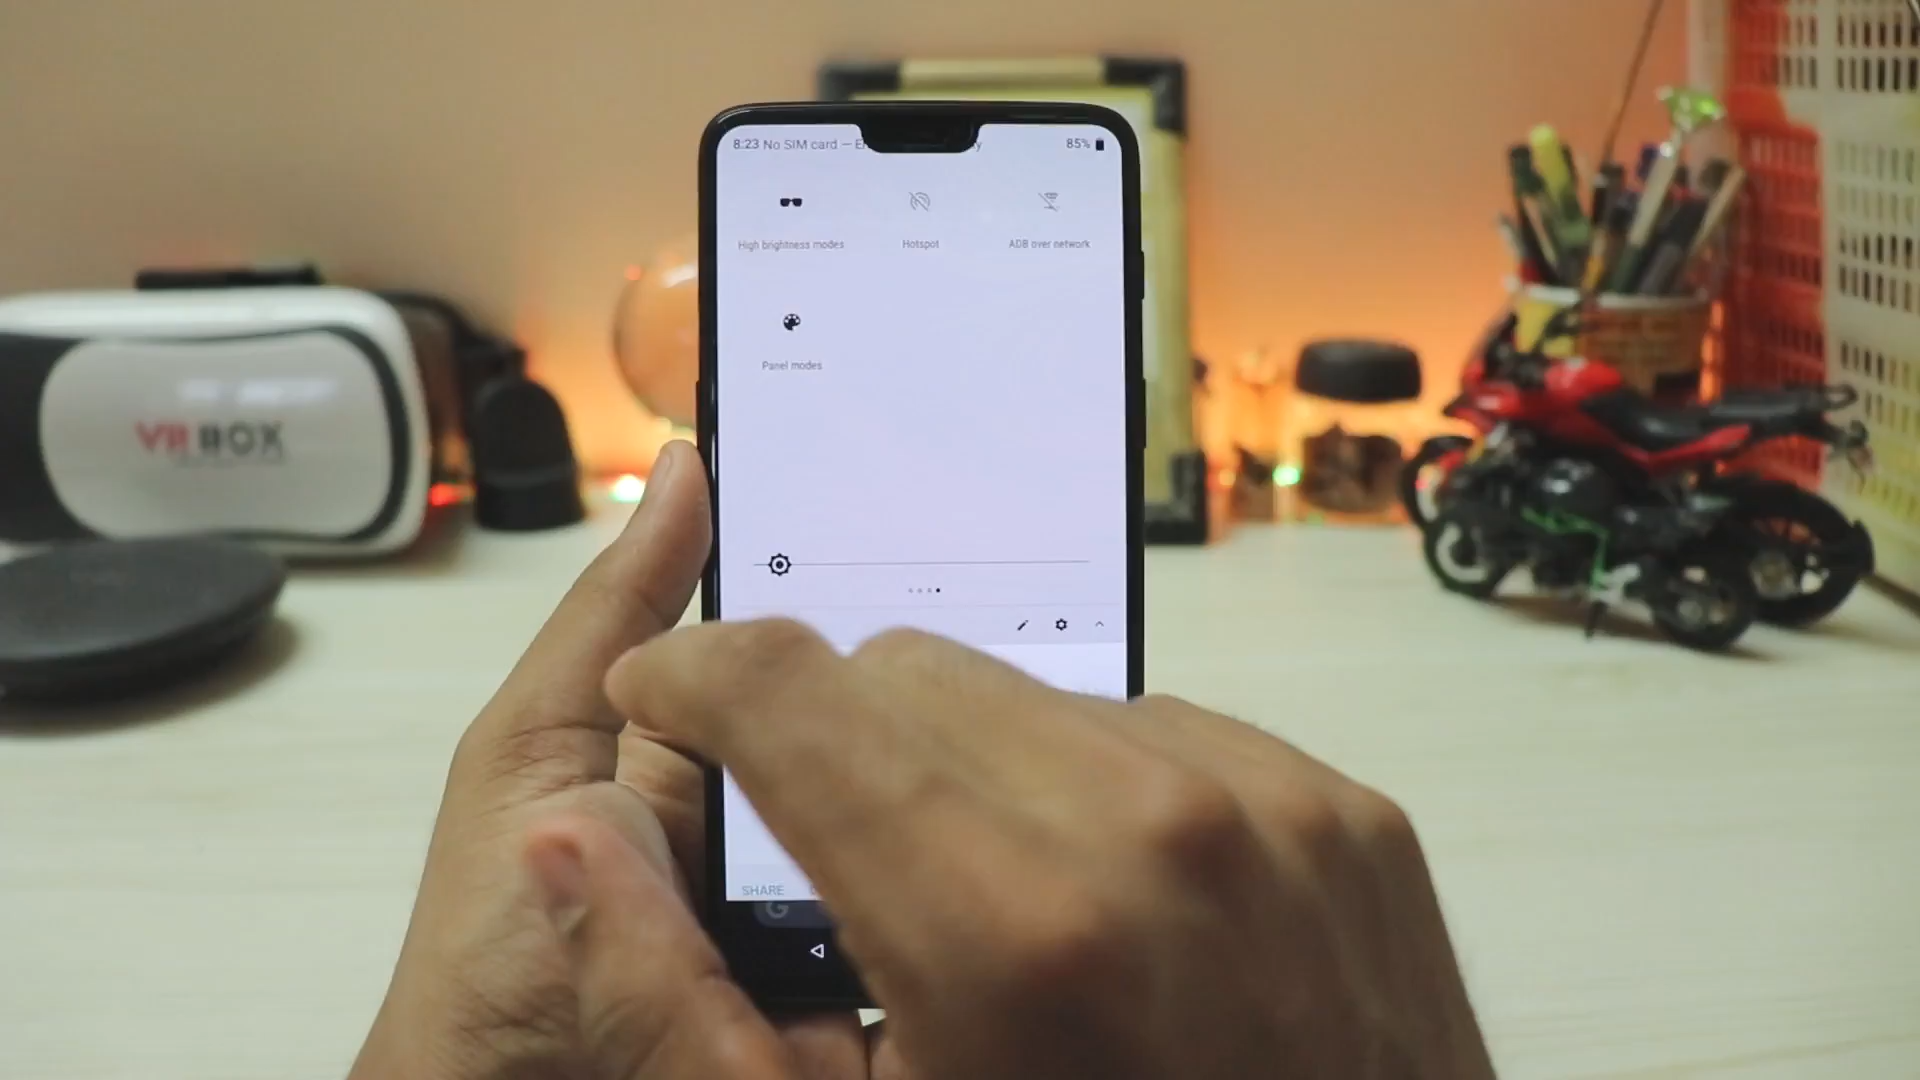 8:23 No SIM card — E
85%
High brightness modes
Hotspot
ADB over network
Panel modes
SHARE
G
VR BOX